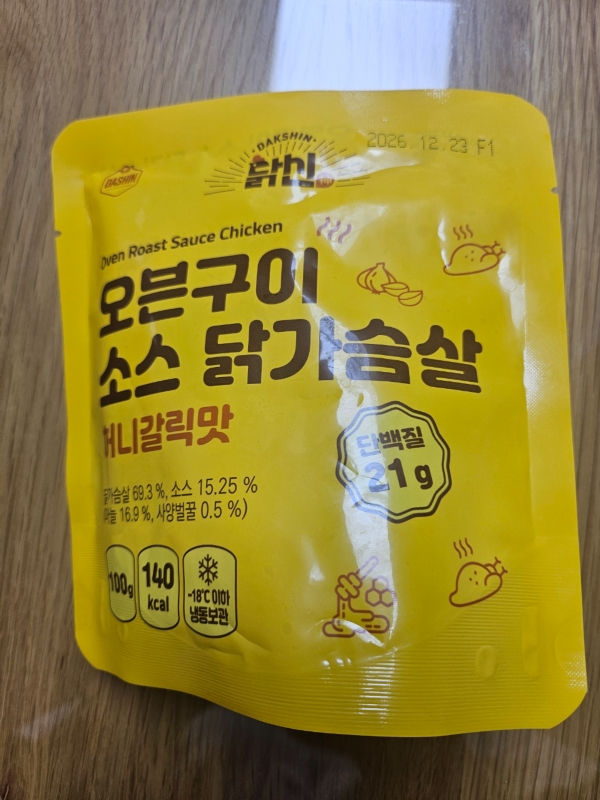 ·DAKSHIN·
닭신
2026.12.23 F1
DASHIN
Oven Roast Sauce Chicken
오븐구이
소스 닭가슴살
허니갈릭맛
단백질
21 g
닭가슴살 69.3 %, 소스 15.25 %
(마늘 16.9 %, 사양벌꿀 0.5 %)
100g
140
kcal
-18℃ 이하
냉동보관